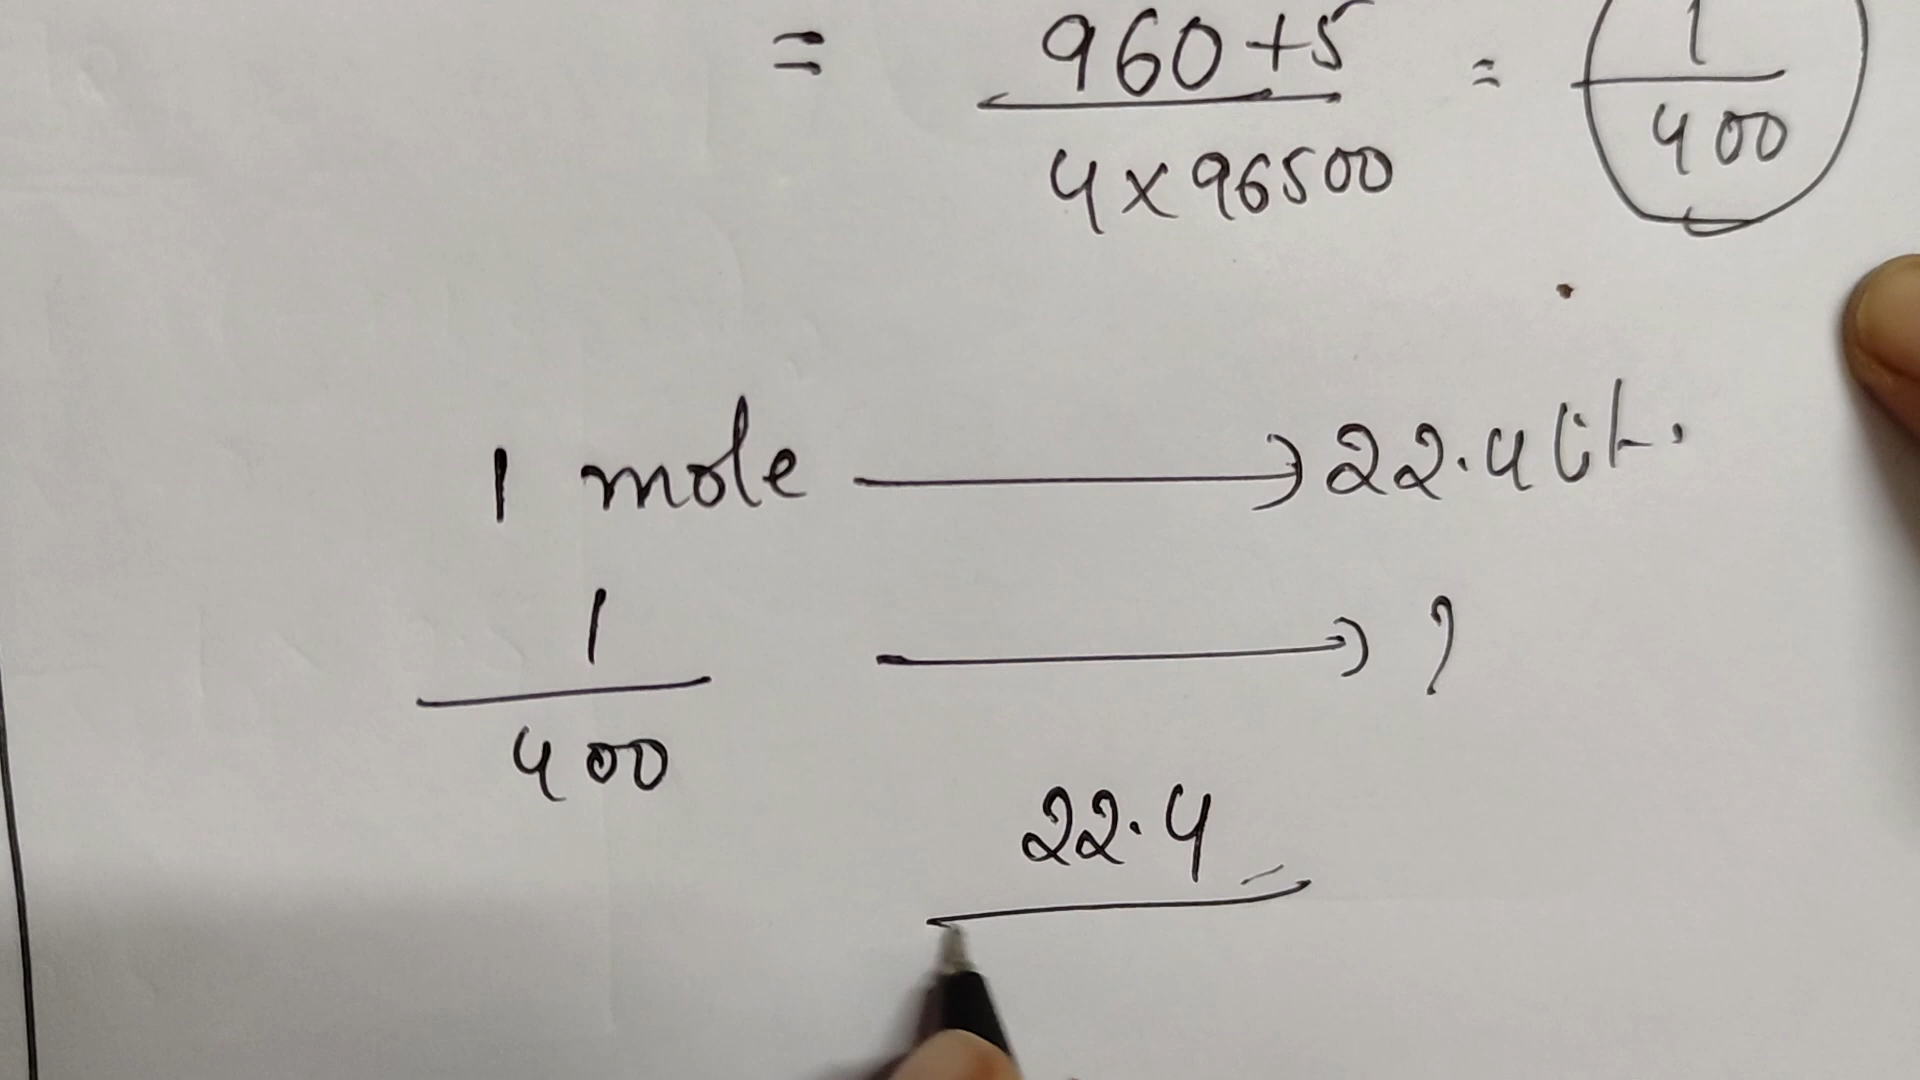 = 960+5 / 4×96500 = 1/400
1 mole → 22.4 lit.
1/400 → ?
22.4